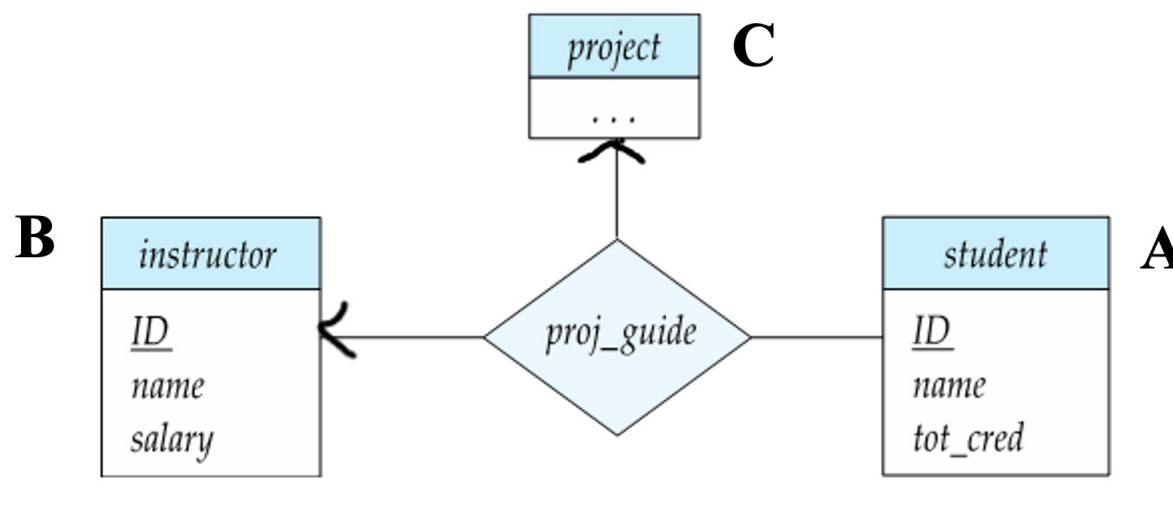 project
C
...
B
instructor
ID
name
salary
proj_guide
student
A
ID
name
tot_cred